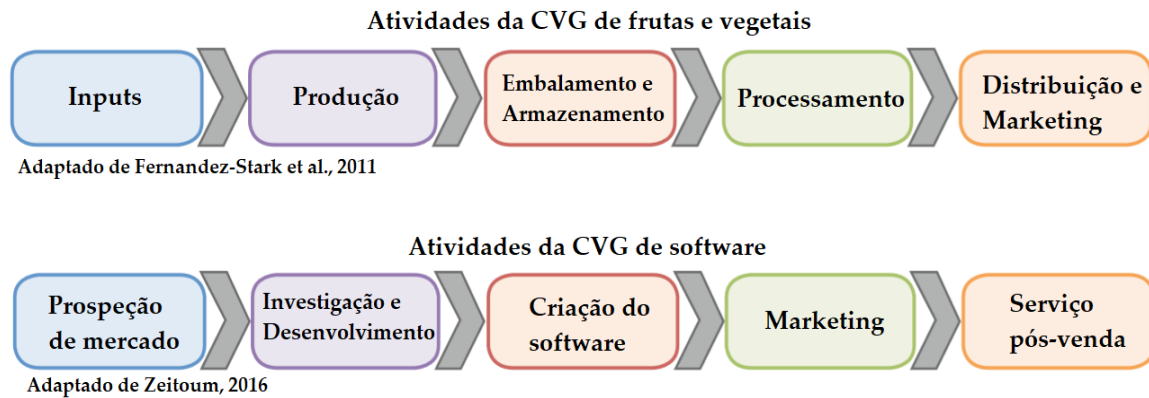 Atividades da CVG de frutas e vegetais
Inputs
Produção
Embalamento e
Armazenamento
Processamento
Distribuição e
Marketing
Adaptado de Fernandez-Stark et al., 2011
Atividades da CVG de software
Prospeção
de mercado
Investigação e
Desenvolvimento
Criação do
software
Marketing
Serviço
pós-venda
Adaptado de Zeitoum, 2016